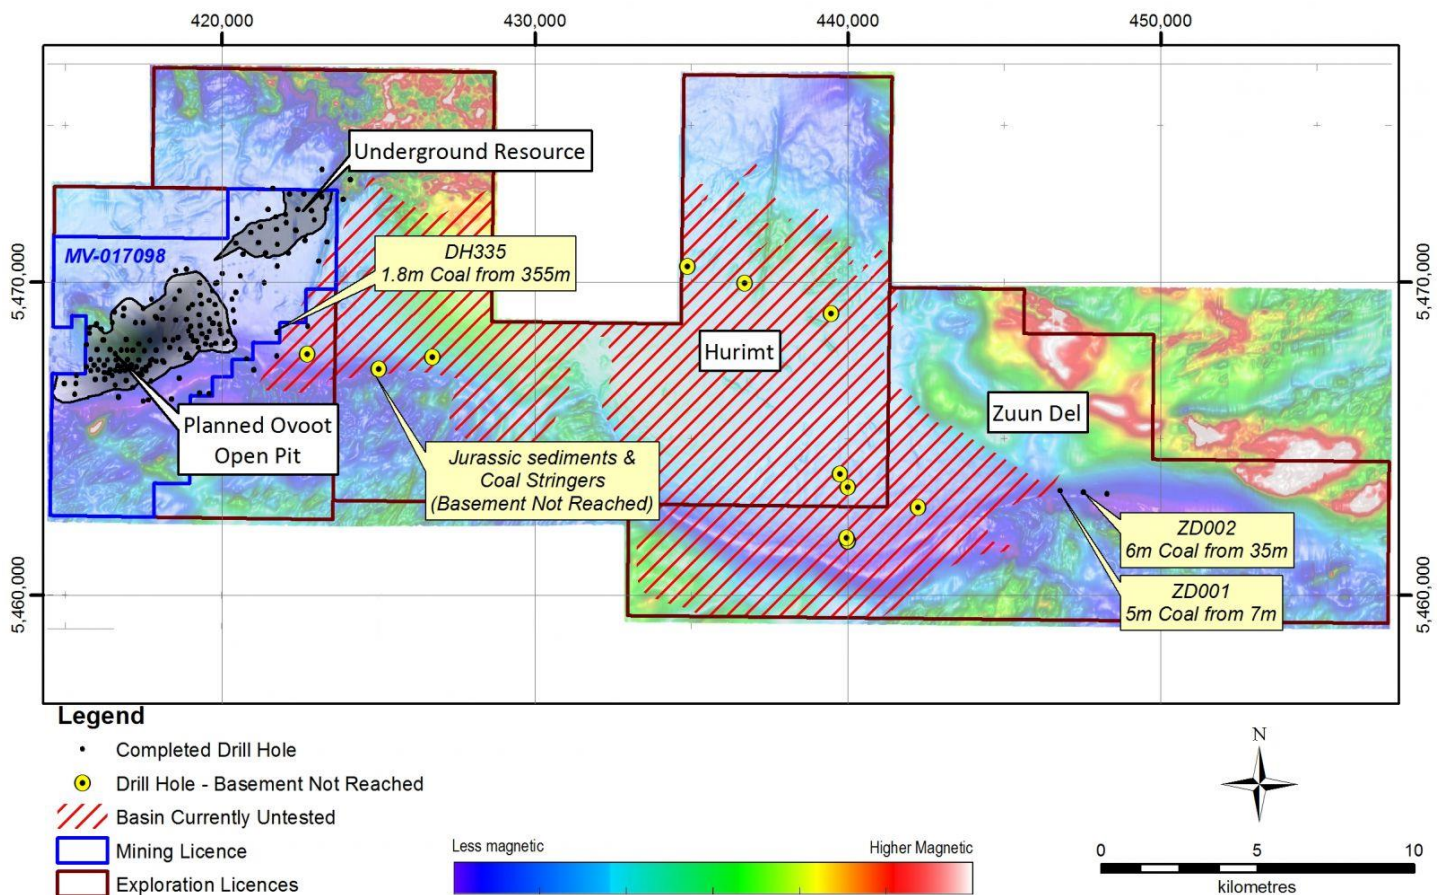 420,000
430,000
440,000
450,000
Underground Resource
MV-017098
DH335
1.8m Coal from 355m
5,470,000
5,470,000
Hurimt
Zuun Del
Planned Ovoot
Open Pit
Jurassic sediments &
Coal Stringers
(Basement Not Reached)
ZD002
6m Coal from 35m
ZD001
5m Coal from 7m
5,460,000
5,460,000
Legend
Completed Drill Hole
Drill Hole - Basement Not Reached
Basin Currently Untested
Mining Licence
Exploration Licences
Less magnetic
Higher Magnetic
N
0
5
10
kilometres